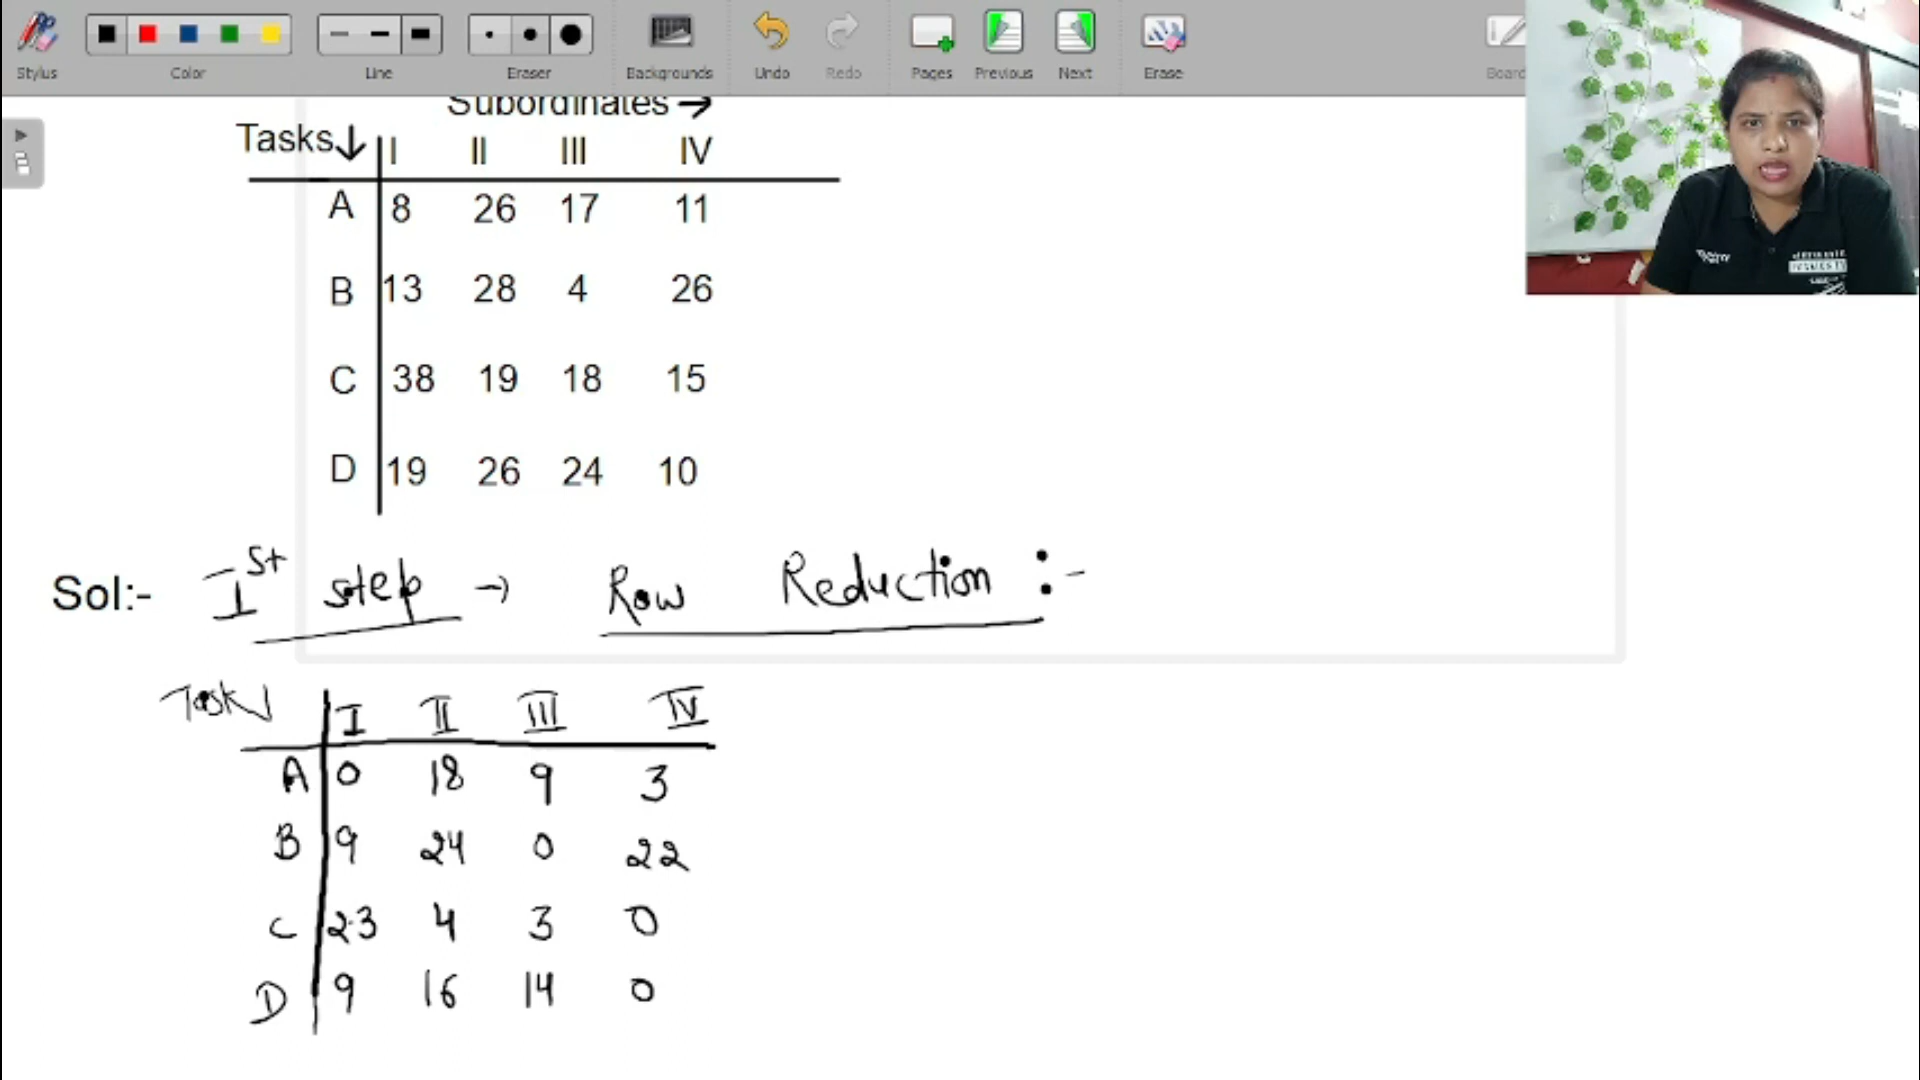 Stylus Color Line Eraser Backgrounds Undo Redo Pages Previous Next Erase Board
Subordinates →
Tasks↓ I II III IV
A 8 26 17 11
B 13 28 4 26
C 38 19 18 15
D 19 26 24 10
Sol:- Ist step → Row Reduction :-
Task↓ I II III IV
A 0 18 9 3
B 9 24 0 22
C 23 4 3 0
D 9 16 14 0